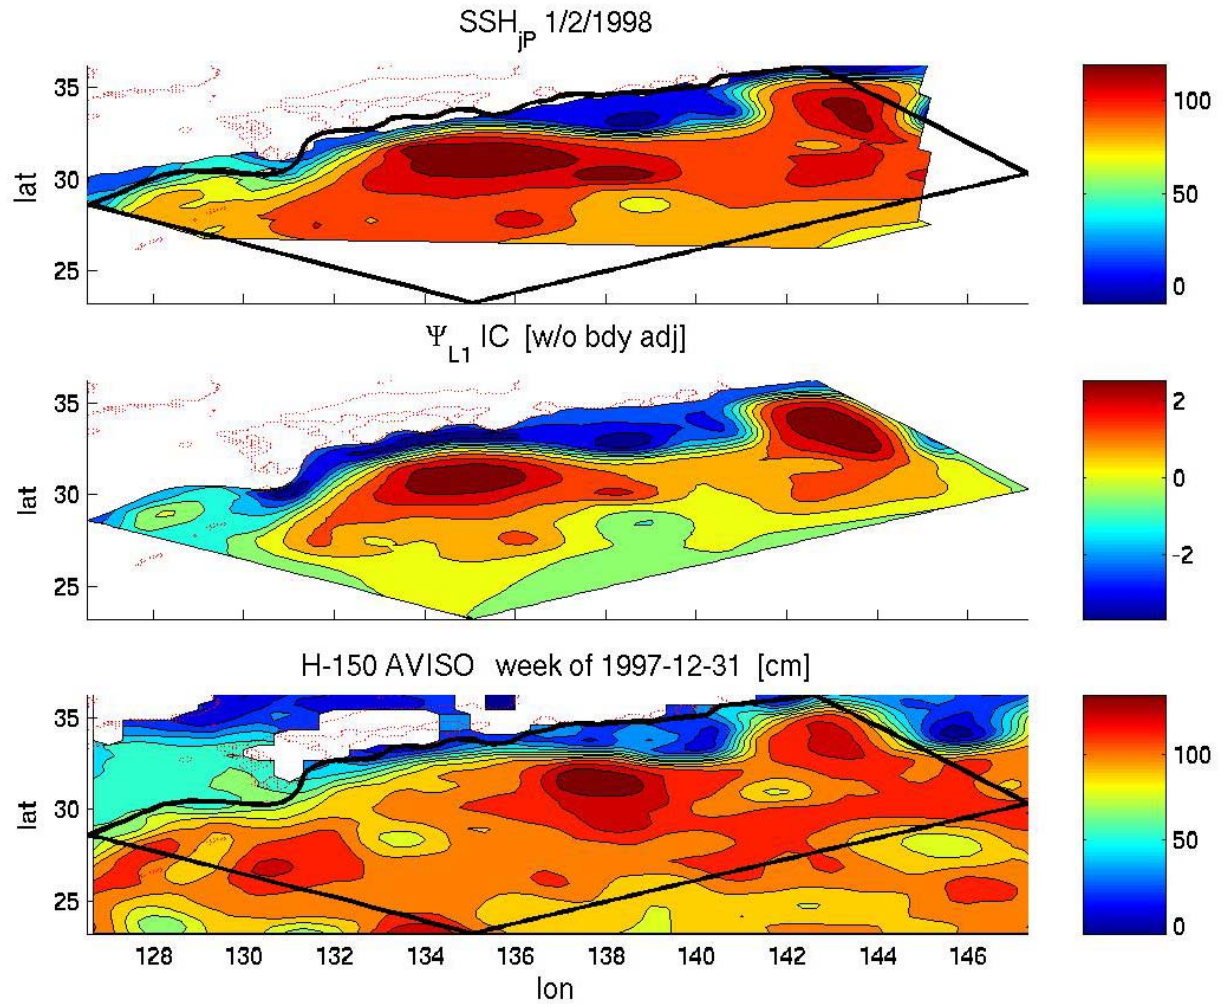 SSH_jP 1/2/1998
lat
35
30
25
100
50
0
Ψ_L1 IC [w/o bdy adj]
lat
35
30
25
2
0
-2
H-150 AVISO week of 1997-12-31 [cm]
lat
35
30
25
100
50
0
128 130 132 134 136 138 140 142 144 146
lon